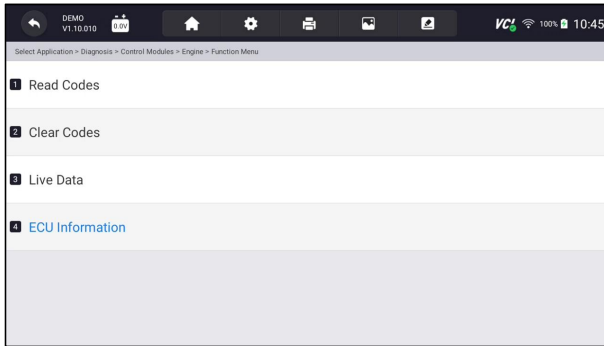 DEMO
V1.10.010
0.0V
VCI 100% 10:45
Select Application > Diagnosis > Control Modules > Engine > Function Menu
1 Read Codes
2 Clear Codes
3 Live Data
4 ECU Information